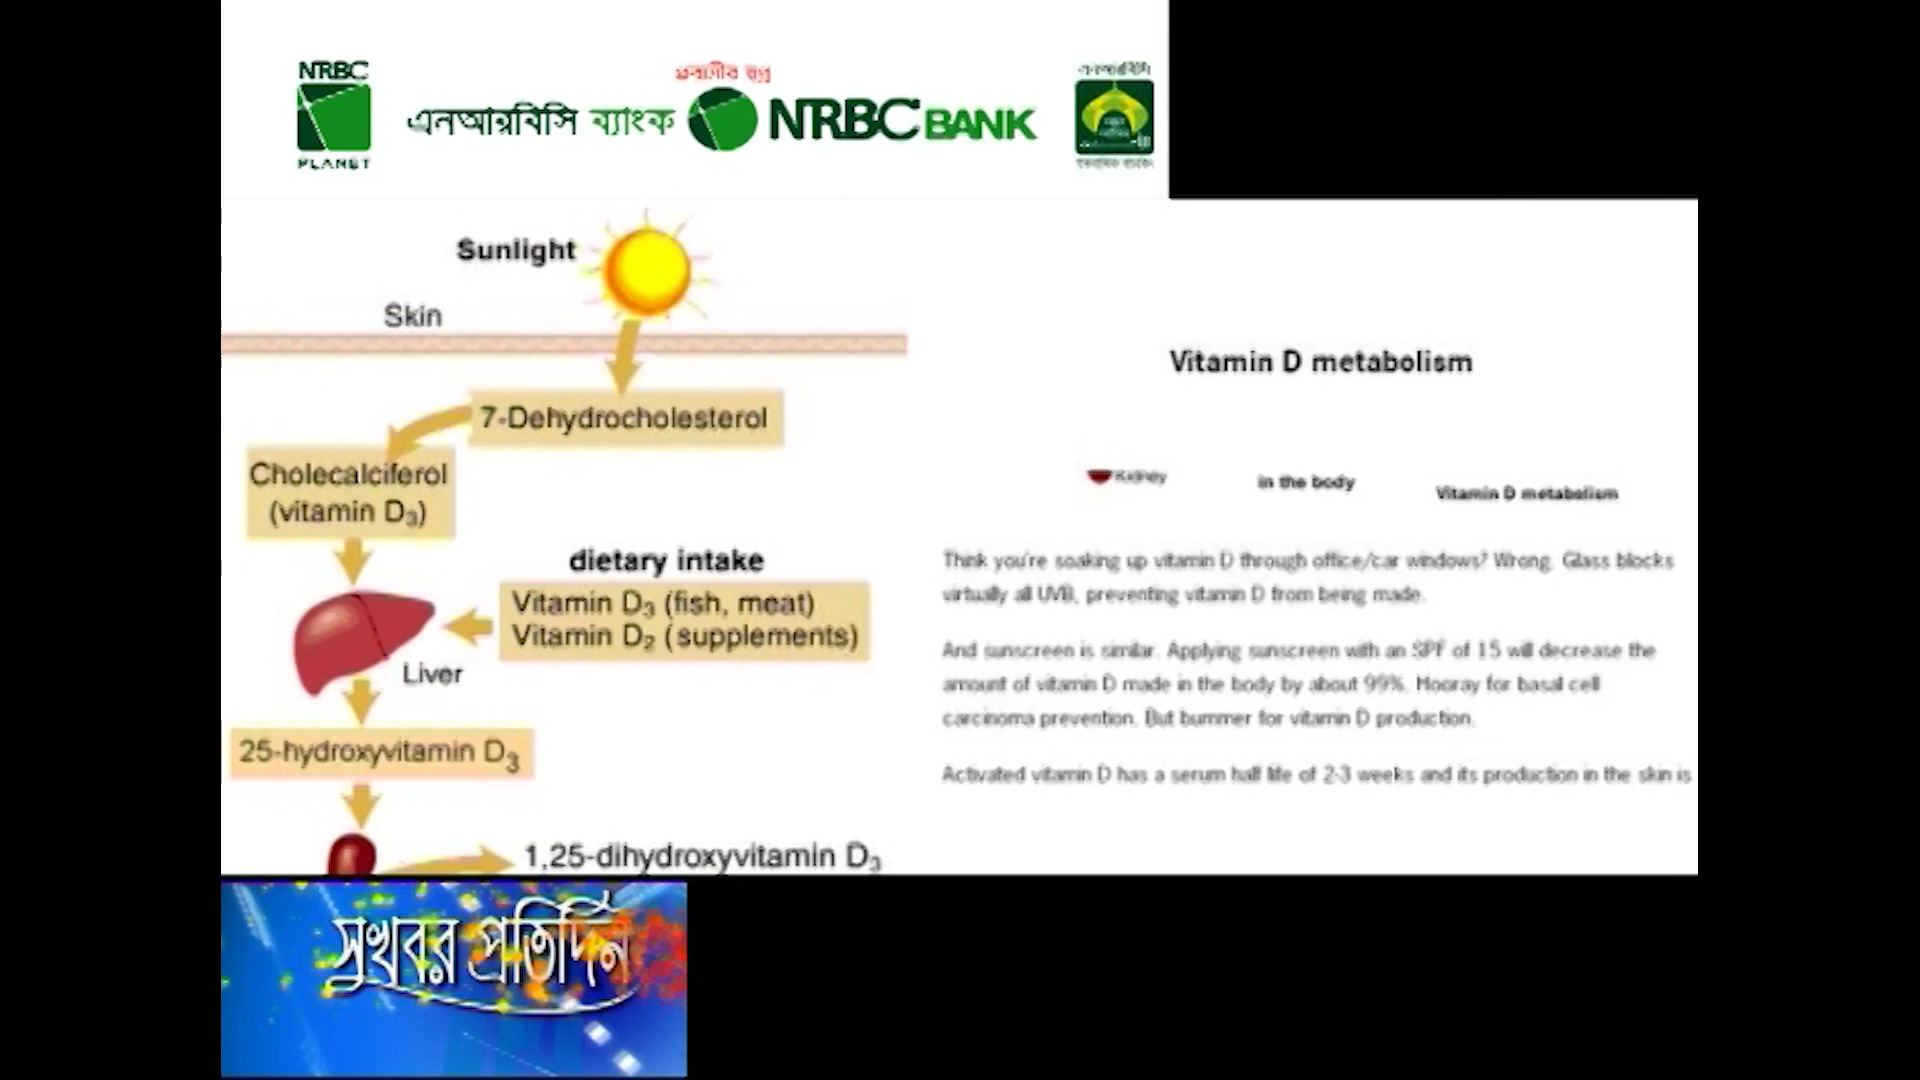 NRBC
PLANET
এনআরবিসি ব্যাংক
NRBC BANK
Sunlight
Skin
7-Dehydrocholesterol
Cholecalciferol
(vitamin D3)
dietary intake
Vitamin D3 (fish, meat)
Vitamin D2 (supplements)
Liver
25-hydroxyvitamin D3
1,25-dihydroxyvitamin D3
Vitamin D metabolism
Kidney
in the body
Vitamin D metabolism
Think you're soaking up vitamin D through office/car windows? Wrong. Glass blocks
virtually all UVB, preventing vitamin D from being made.
And sunscreen is similar. Applying sunscreen with an SPF of 15 will decrease the
amount of vitamin D made in the body by about 99%. Hooray for basal cell
carcinoma prevention. But bummer for vitamin D production.
Activated vitamin D has a serum half life of 2-3 weeks and its production in the skin is
সুখবর প্রতিদিন